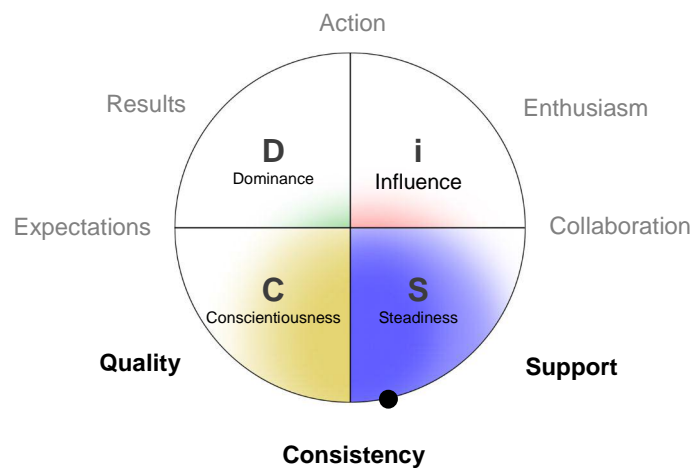 Action
Results
Enthusiasm
D
Dominance
i
Influence
Expectations
Collaboration
C
Conscientiousness
S
Steadiness
Quality
Support
Consistency